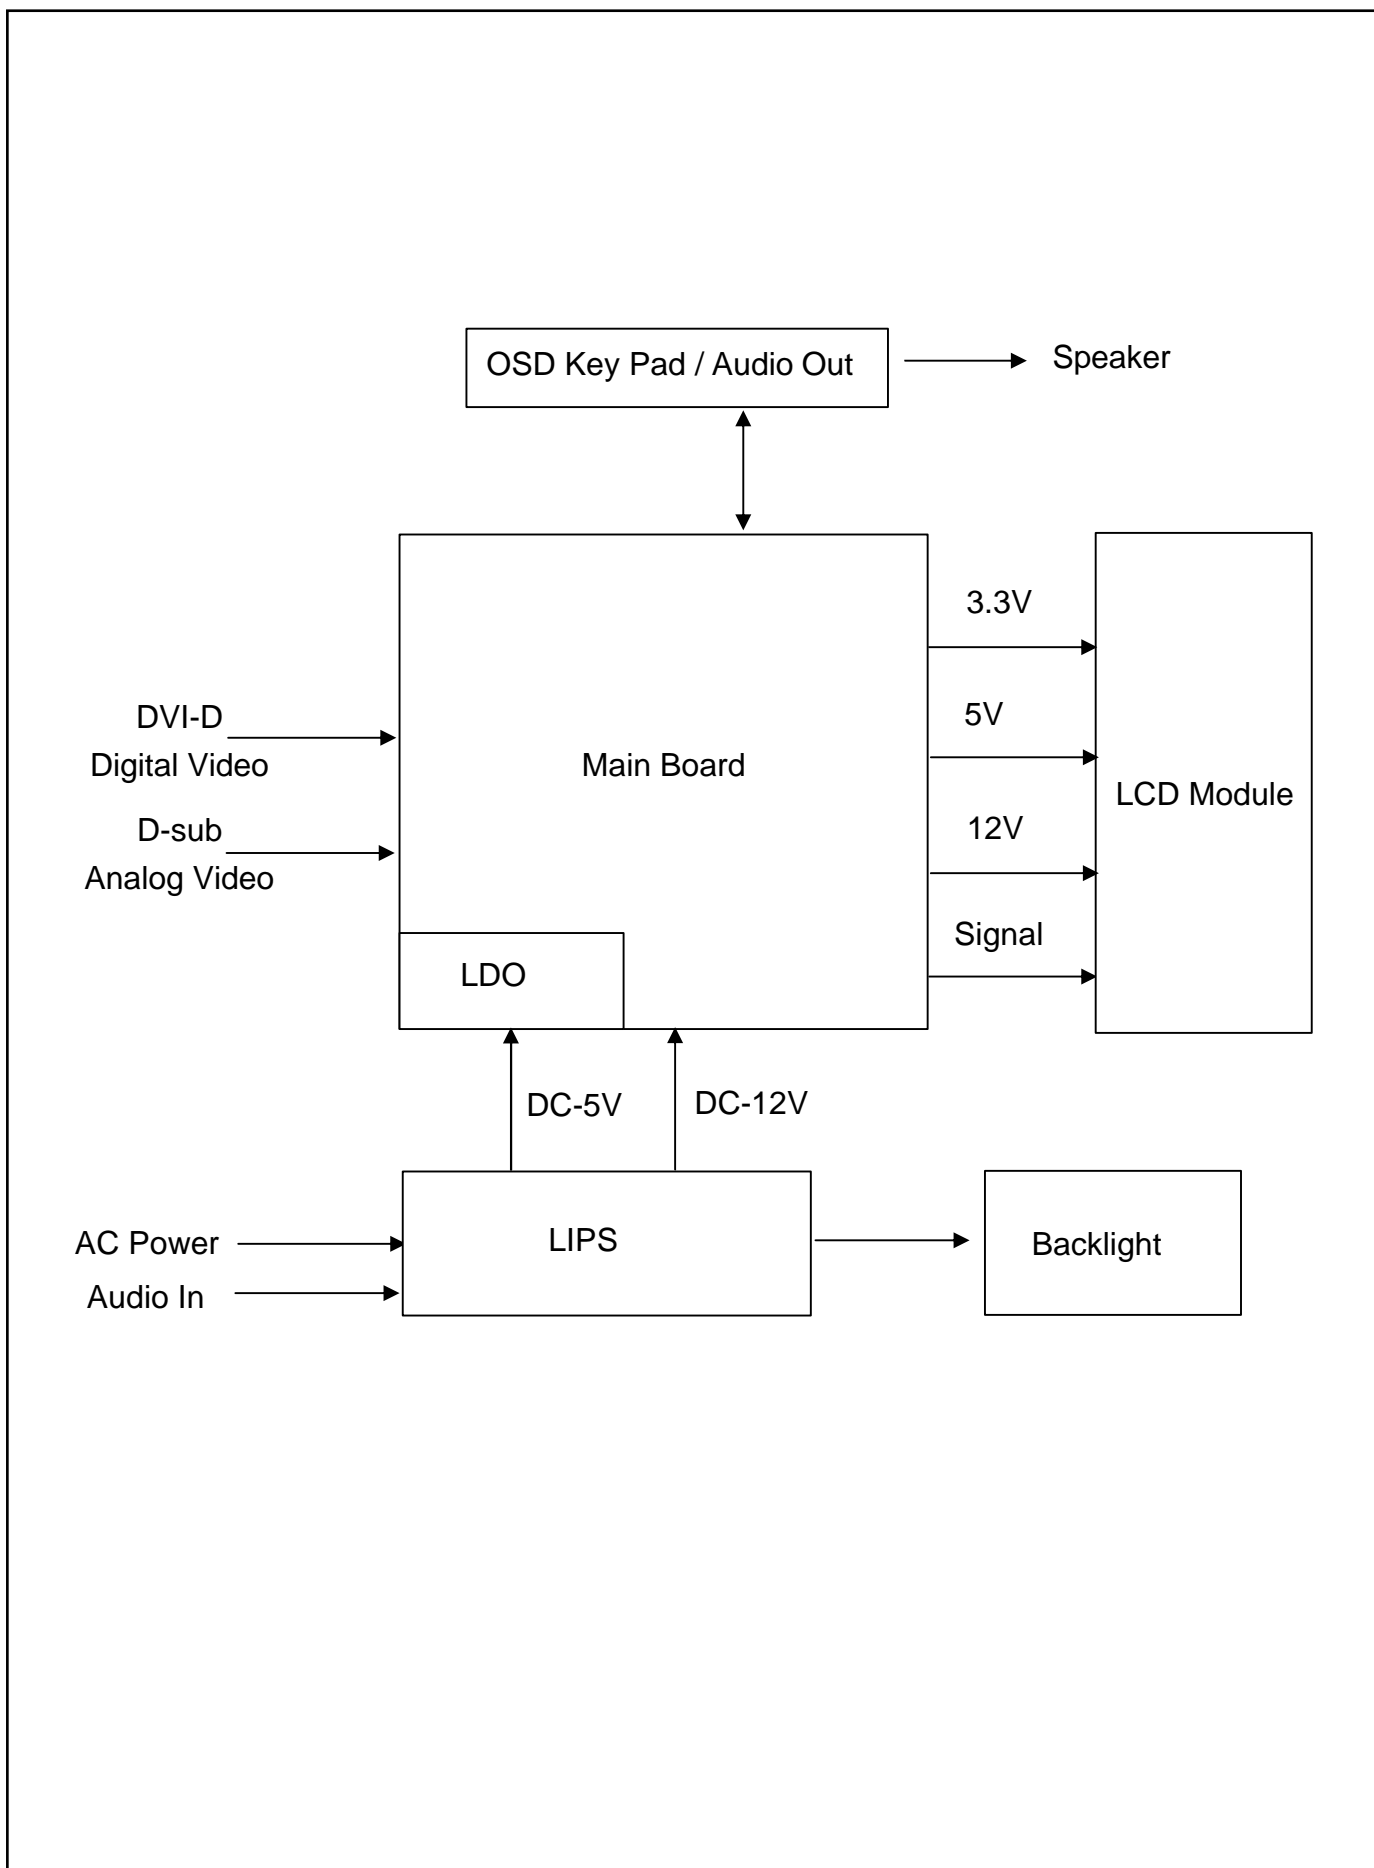 OSD Key Pad / Audio Out
Speaker
3.3V
DVI-D
Digital Video
5V
Main Board
LCD Module
D-sub
Analog Video
12V
Signal
LDO
DC-5V
DC-12V
AC Power
LIPS
Backlight
Audio In